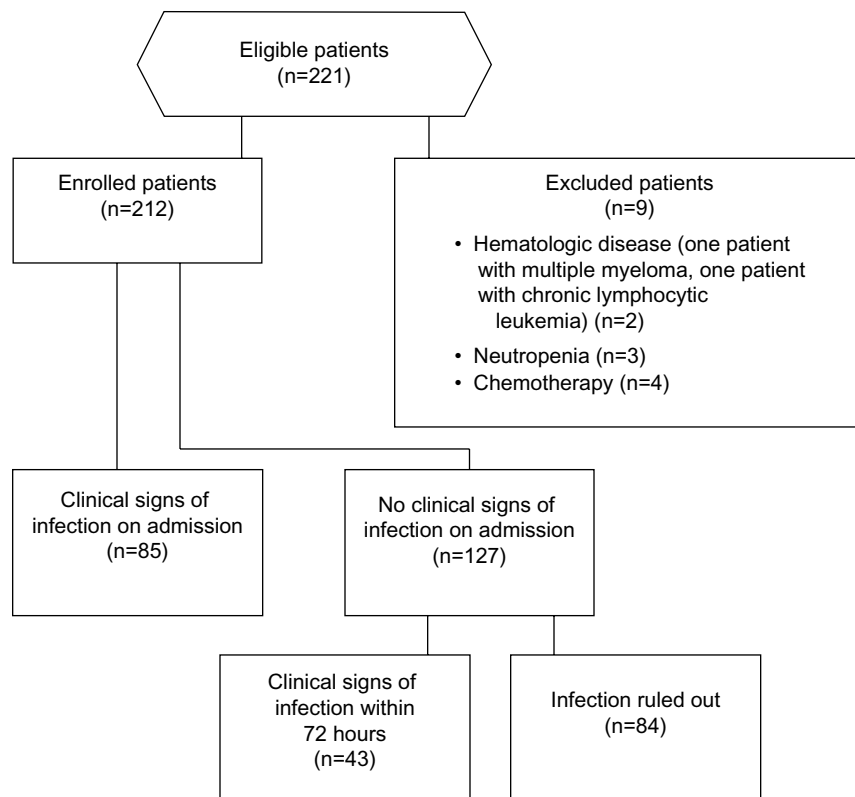 Eligible patients
(n=221)
Enrolled patients
(n=212)
Excluded patients
(n=9)
• Hematologic disease (one patient
with multiple myeloma, one patient
with chronic lymphocytic
leukemia) (n=2)
• Neutropenia (n=3)
• Chemotherapy (n=4)
Clinical signs of
infection on admission
(n=85)
No clinical signs of
infection on admission
(n=127)
Clinical signs of
infection within
72 hours
(n=43)
Infection ruled out
(n=84)